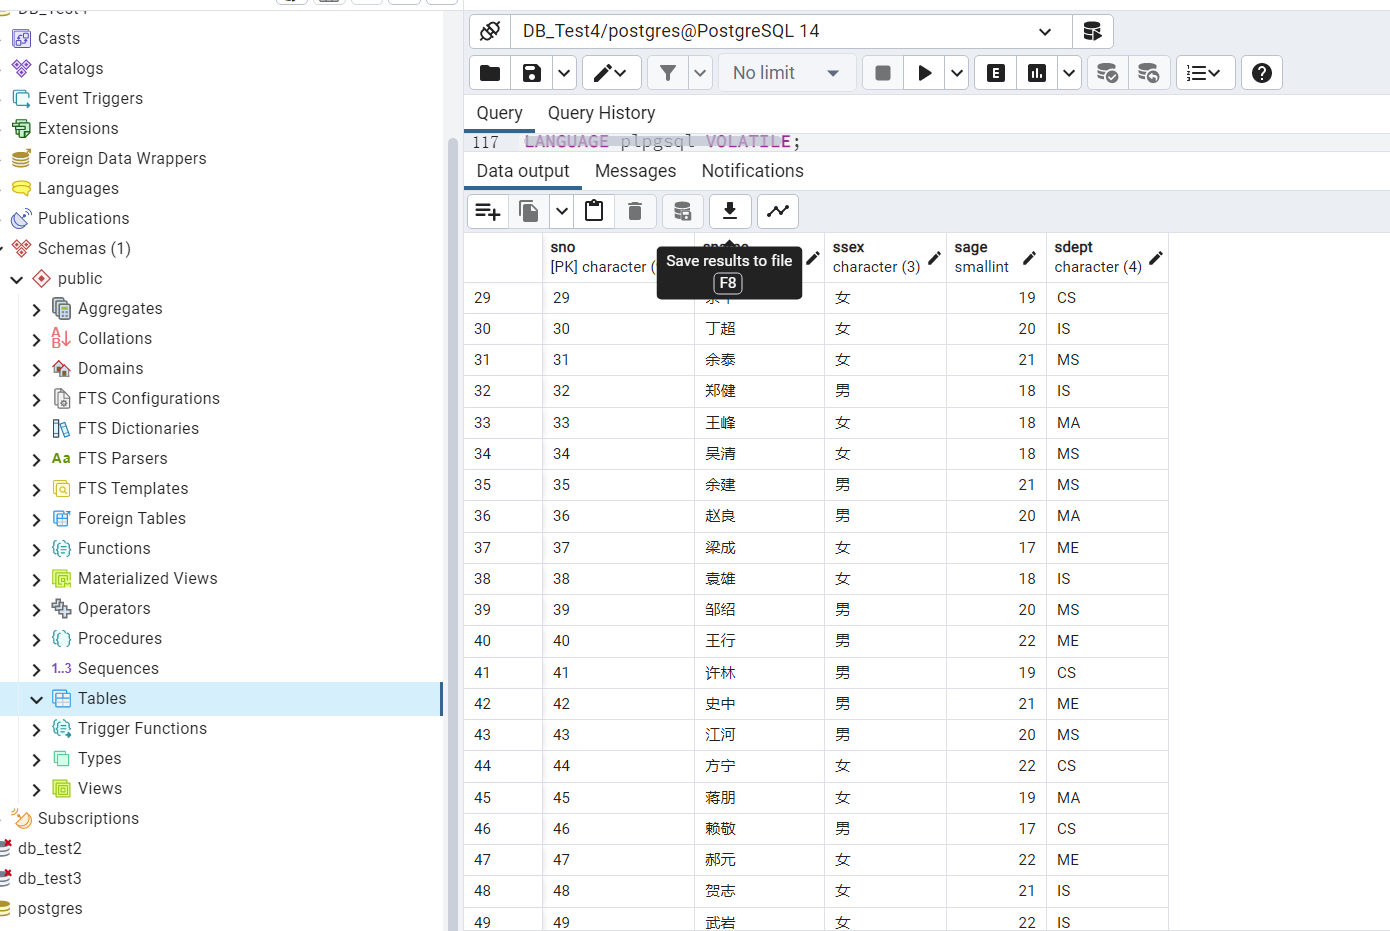 DB_Test4
Casts
Catalogs
Event Triggers
Extensions
Foreign Data Wrappers
Languages
Publications
Schemas (1)
public
Aggregates
Collations
Domains
FTS Configurations
FTS Dictionaries
Aa FTS Parsers
FTS Templates
Foreign Tables
Functions
Materialized Views
Operators
Procedures
1..3 Sequences
Tables
Trigger Functions
Types
Views
Subscriptions
db_test2
db_test3
postgres
DB_Test4/postgres@PostgreSQL 14
No limit
E
Query Query History
117 LANGUAGE plpgsql VOLATILE;
Data output Messages Notifications
Save results to file
F8
sno ssex sage sdept
[PK] character ( character (3) smallint character (4)
29 29 女 19 CS
30 30 丁超 女 20 IS
31 31 余泰 女 21 MS
32 32 郑健 男 18 IS
33 33 王峰 女 18 MA
34 34 吴清 女 18 MS
35 35 余建 男 21 MS
36 36 赵良 男 20 MA
37 37 梁成 女 17 ME
38 38 袁雄 女 18 IS
39 39 邹绍 男 20 MS
40 40 王行 男 22 ME
41 41 许林 男 19 CS
42 42 史中 男 21 ME
43 43 江河 男 20 MS
44 44 方宁 女 22 CS
45 45 蒋朋 女 19 MA
46 46 赖敬 男 17 CS
47 47 郝元 女 22 ME
48 48 贺志 女 21 IS
49 49 武岩 女 22 IS